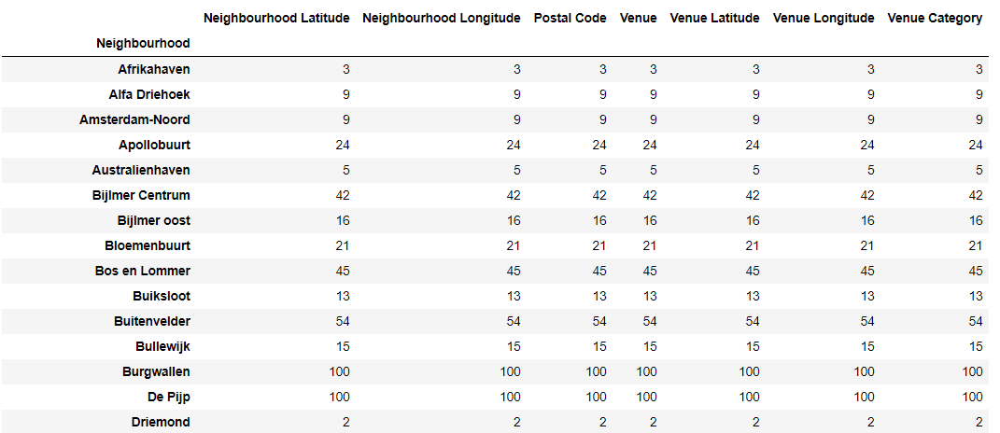 Neighbourhood Latitude Neighbourhood Longitude Postal Code Venue Venue Latitude Venue Longitude Venue Category
Neighbourhood
Afrikahaven 3 3 3 3 3 3 3
Alfa Driehoek 9 9 9 9 9 9 9
Amsterdam-Noord 9 9 9 9 9 9 9
Apollobuurt 24 24 24 24 24 24 24
Australienhaven 5 5 5 5 5 5 5
Bijlmer Centrum 42 42 42 42 42 42 42
Bijlmer oost 16 16 16 16 16 16 16
Bloemenbuurt 21 21 21 21 21 21 21
Bos en Lommer 45 45 45 45 45 45 45
Buiksloot 13 13 13 13 13 13 13
Buitenvelder 54 54 54 54 54 54 54
Bullewijk 15 15 15 15 15 15 15
Burgwallen 100 100 100 100 100 100 100
De Pijp 100 100 100 100 100 100 100
Driemond 2 2 2 2 2 2 2